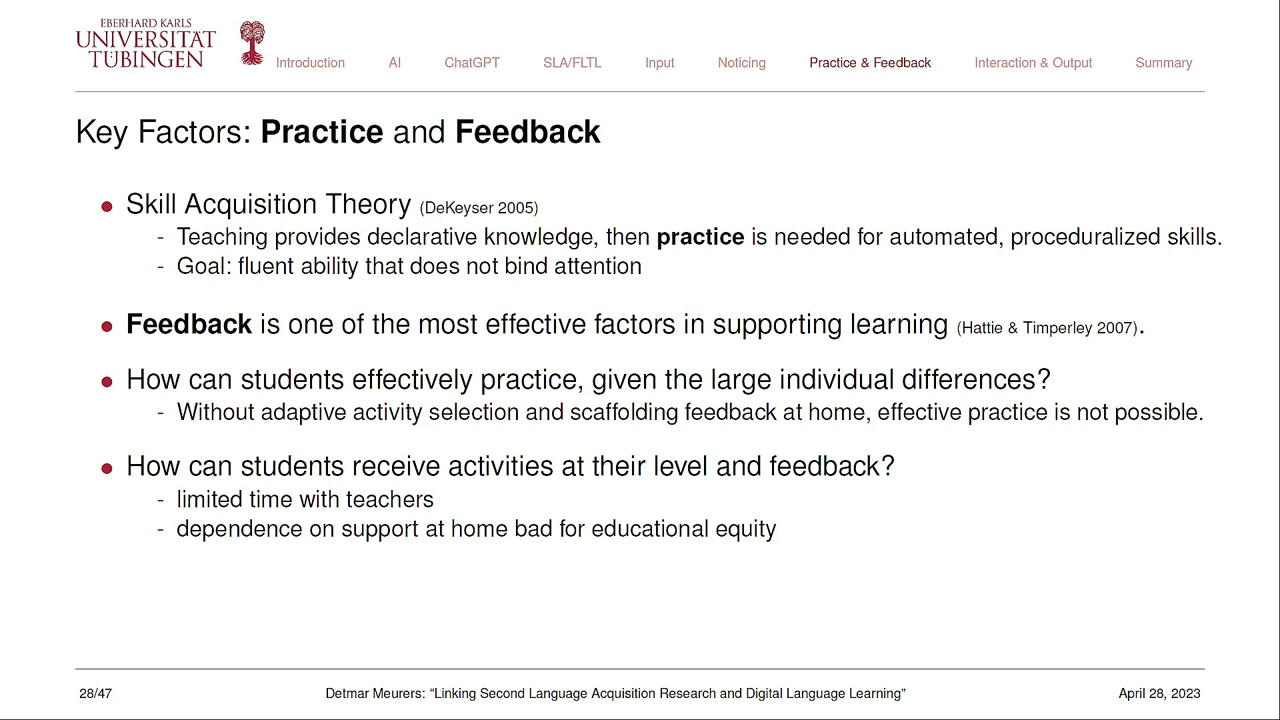 EBERHARD KARLS
UNIVERSITÄT
TÜBINGEN
Introduction AI ChatGPT SLA/FLTL Input Noticing Practice & Feedback Interaction & Output Summary
Key Factors: Practice and Feedback
• Skill Acquisition Theory (DeKeyser 2005)
- Teaching provides declarative knowledge, then practice is needed for automated, proceduralized skills.
- Goal: fluent ability that does not bind attention
• Feedback is one of the most effective factors in supporting learning (Hattie & Timperley 2007).
• How can students effectively practice, given the large individual differences?
- Without adaptive activity selection and scaffolding feedback at home, effective practice is not possible.
• How can students receive activities at their level and feedback?
- limited time with teachers
- dependence on support at home bad for educational equity
28/47 Detmar Meurers: “Linking Second Language Acquisition Research and Digital Language Learning” April 28, 2023